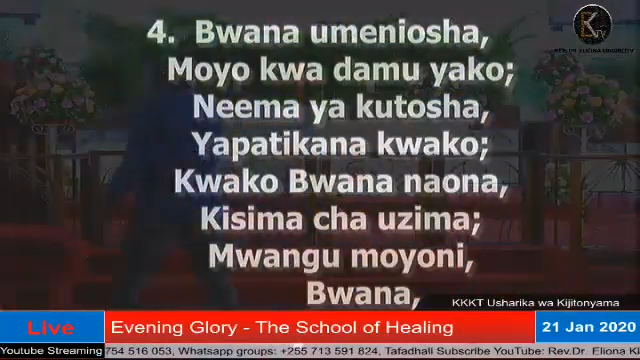 4. Bwana umeniosha,
Moyo kwa damu yako;
Neema ya kutosha,
Yapatikana kwako;
Kwako Bwana naona,
Kisima cha uzima;
Mwangu moyoni,
Bwana,
KKKT Usharika wa Kijitonyama
Live
Evening Glory - The School of Healing
21 Jan 2020
Youtube Streaming
754 516 053, Whatsapp groups: +255 713 591 824, Tafadhali Subscribe YouTube: Rev.Dr. Eliona Ki